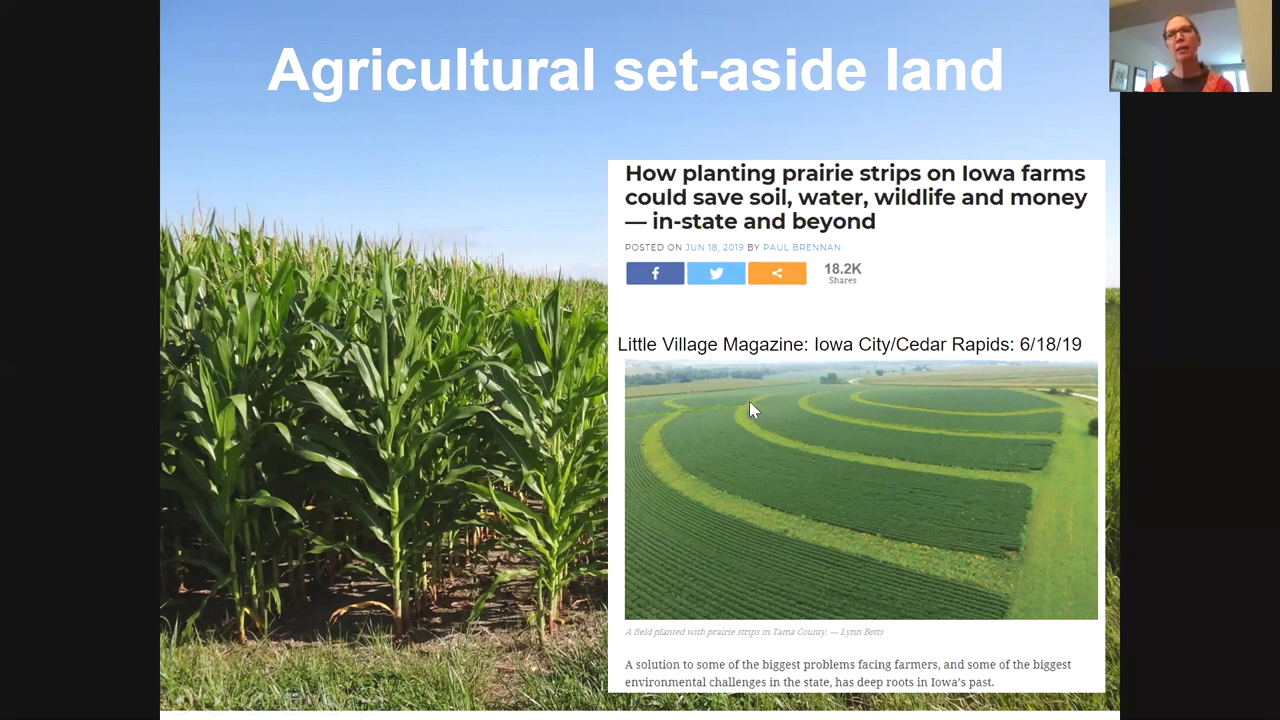 Agricultural set-aside land
How planting prairie strips on Iowa farms
could save soil, water, wildlife and money
— in-state and beyond
POSTED ON JUN 18, 2019 BY PAUL BRENNAN
18.2K
Shares
Little Village Magazine: Iowa City/Cedar Rapids: 6/18/19
A field planted with prairie strips in Tama County. — Lynn Betts
A solution to some of the biggest problems facing farmers, and some of the biggest
environmental challenges in the state, has deep roots in Iowa's past.